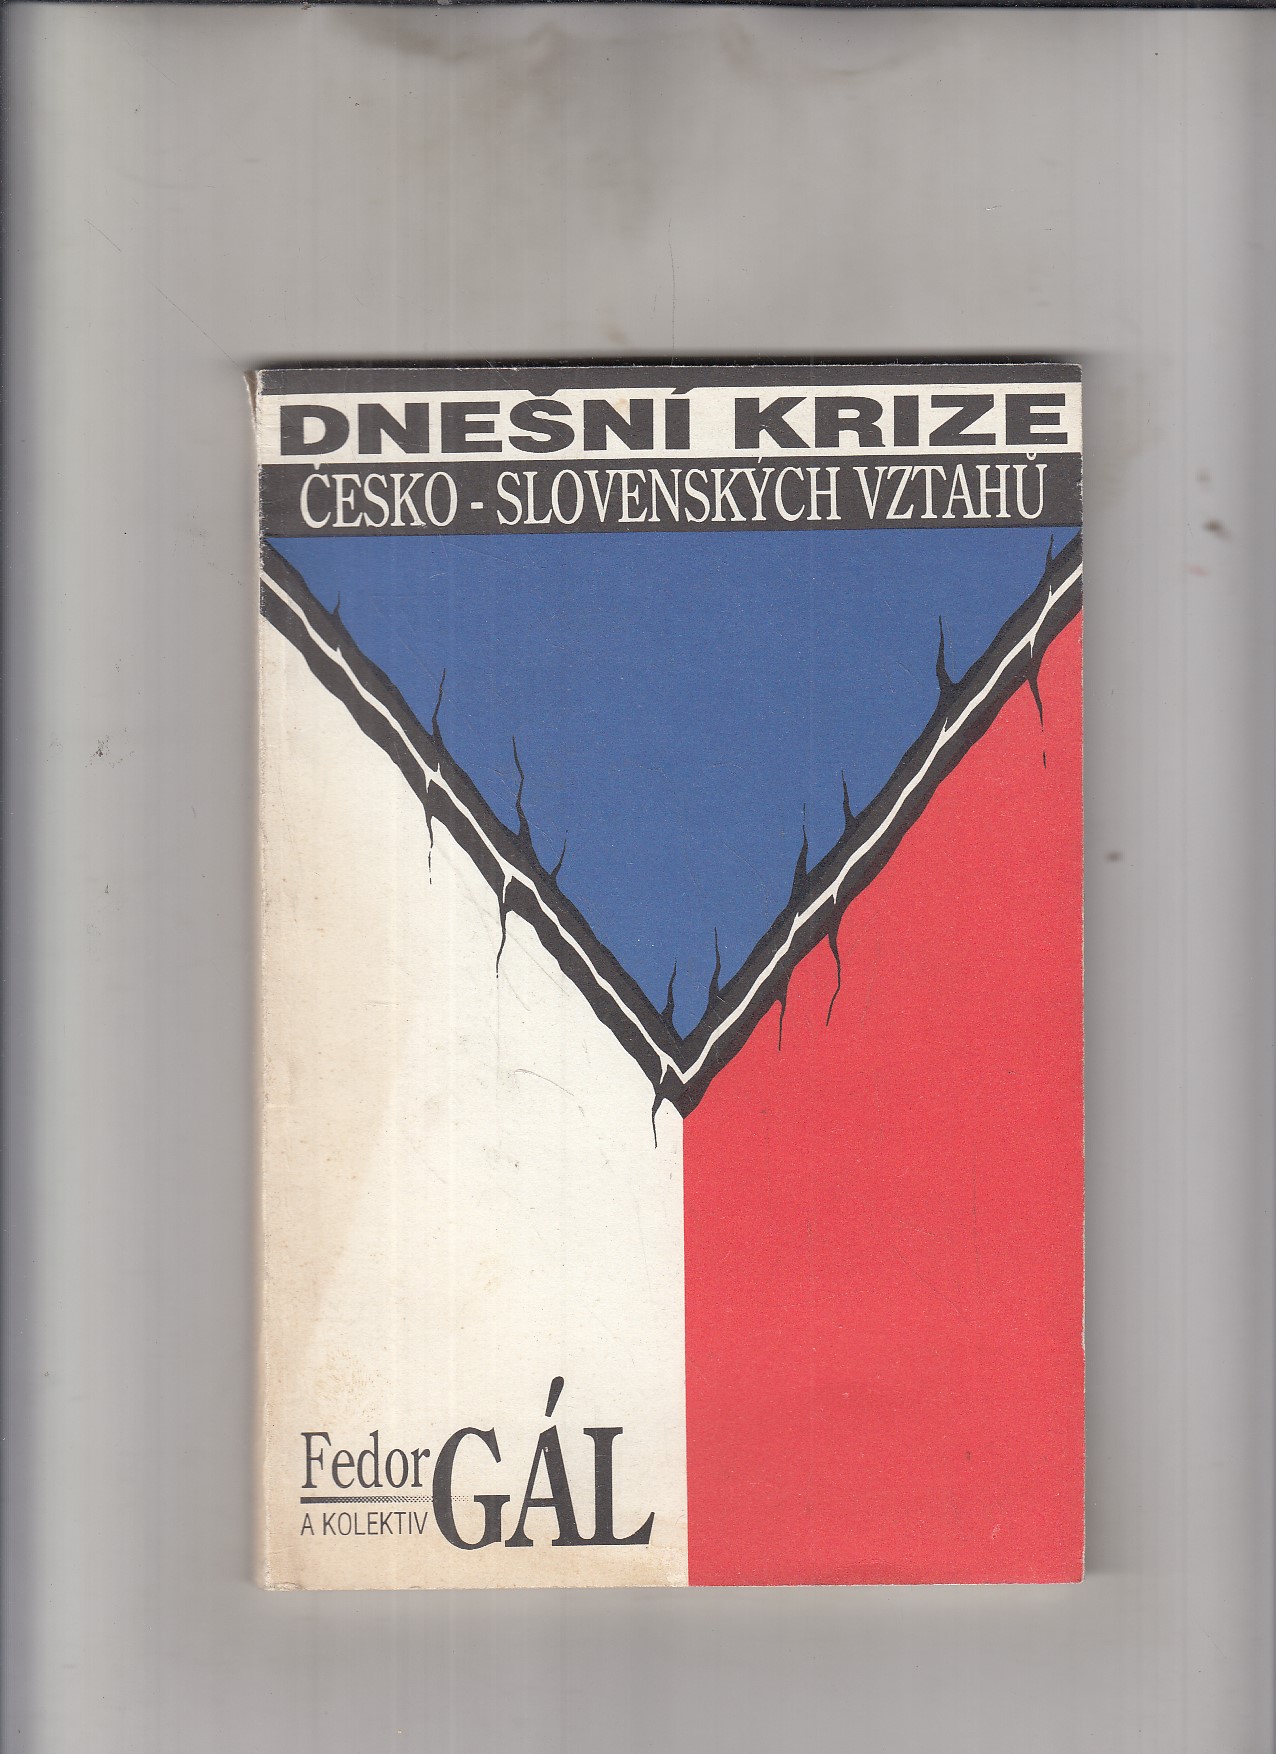 DNEŠNÍ KRIZE
ČESKO - SLOVENSKÝCH VZTAHŮ
Fedor GÁL
A KOLEKTIV